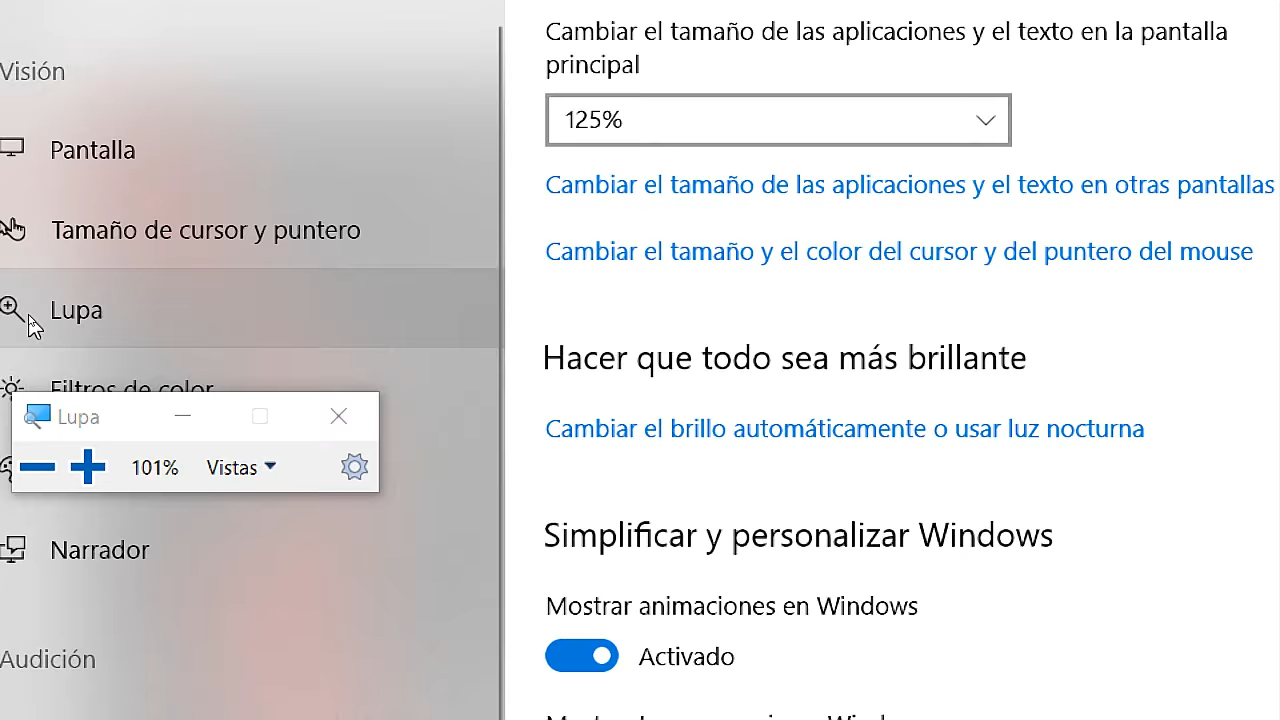 Visión
Pantalla
Tamaño de cursor y puntero
Lupa
Filtros de color
Lupa
101% Vistas
Narrador
Audición
Cambiar el tamaño de las aplicaciones y el texto en la pantalla
principal
125%
Cambiar el tamaño de las aplicaciones y el texto en otras pantallas
Cambiar el tamaño y el color del cursor y del puntero del mouse
Hacer que todo sea más brillante
Cambiar el brillo automáticamente o usar luz nocturna
Simplificar y personalizar Windows
Mostrar animaciones en Windows
Activado